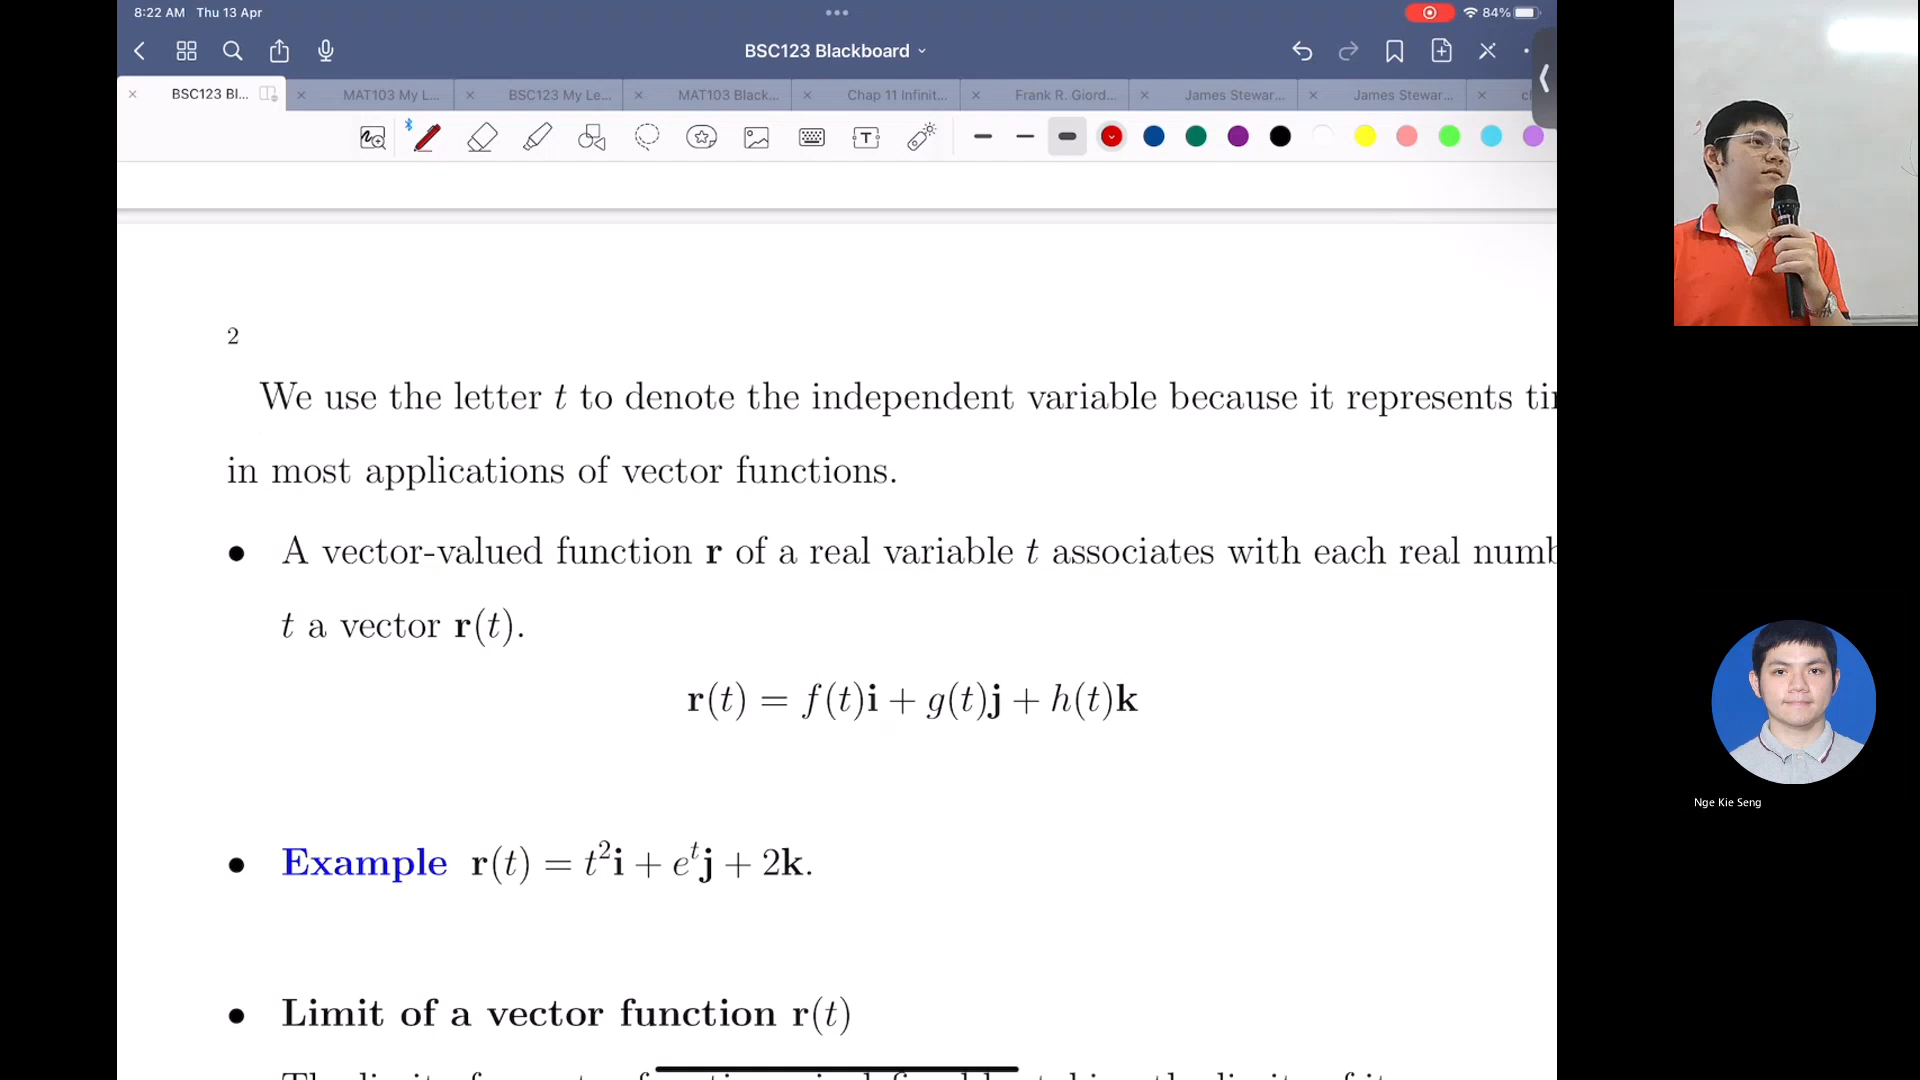 8:22 AM Thu 13 Apr
84%
BSC123 Blackboard
BSC123 Bl...
MAT103 My L...
BSC123 My Le...
MAT103 Black...
Chap 11 Infinit...
Frank R. Giord...
James Stewar...
James Stewar...
2
We use the letter t to denote the independent variable because it represents
in most applications of vector functions.
• A vector-valued function r of a real variable t associates with each real
t a vector r(t).
r(t) = f(t)i + g(t)j + h(t)k
• Example r(t) = t²i + eᵗj + 2k.
• Limit of a vector function r(t)
Nge Kie Seng